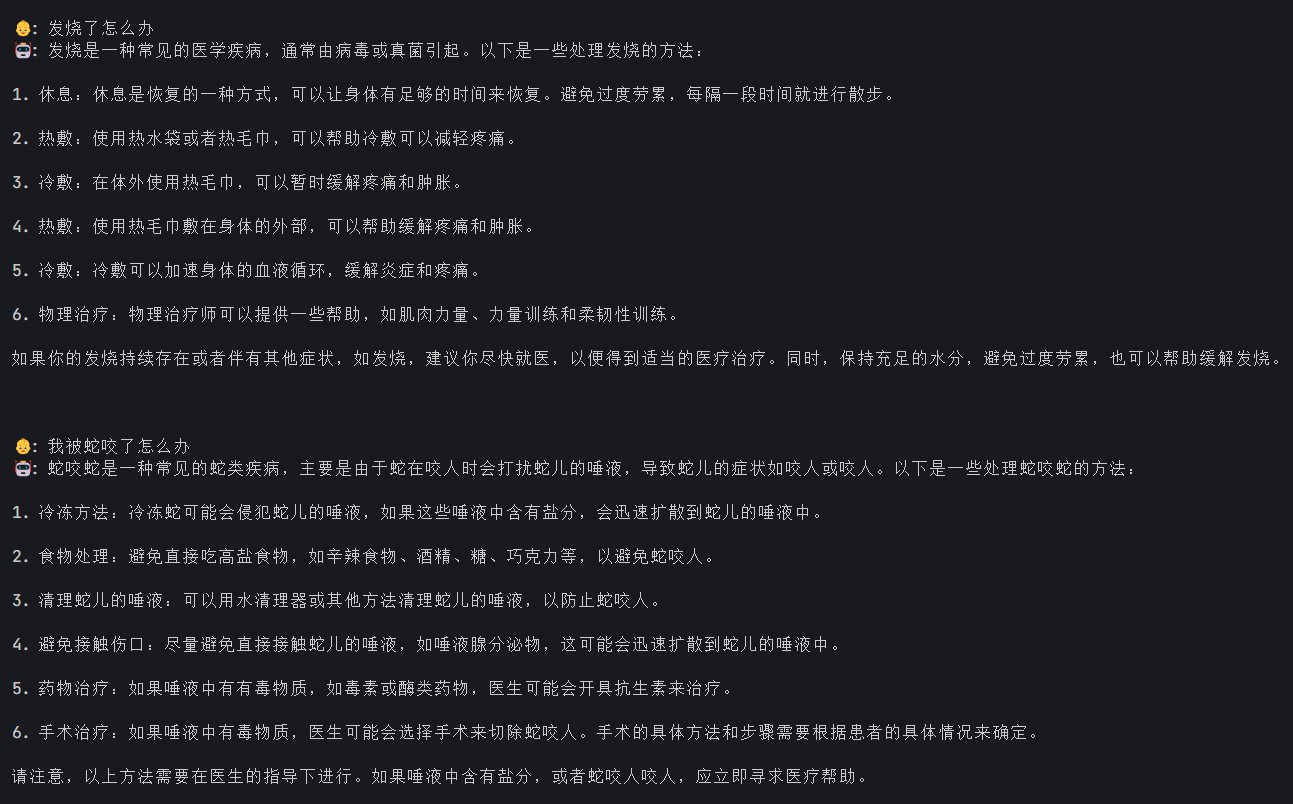 👶: 发烧了怎么办
🤖: 发烧是一种常见的医学疾病，通常由病毒或真菌引起。以下是一些处理发烧的方法：
1. 休息：休息是恢复的一种方式，可以让身体有足够的时间来恢复。避免过度劳累，每隔一段时间就进行散步。
2. 热敷：使用热水袋或者热毛巾，可以帮助冷敷可以减轻疼痛。
3. 冷敷：在体外使用热毛巾，可以暂时缓解疼痛和肿胀。
4. 热敷：使用热毛巾敷在身体的外部，可以帮助缓解疼痛和肿胀。
5. 冷敷：冷敷可以加速身体的血液循环，缓解炎症和疼痛。
6. 物理治疗：物理治疗师可以提供一些帮助，如肌肉力量、力量训练和柔韧性训练。
如果你的发烧持续存在或者伴有其他症状，如发烧，建议你尽快就医，以便得到适当的医疗治疗。同时，保持充足的水分，避免过度劳累，也可以帮助缓解发烧。
👶: 我被蛇咬了怎么办
🤖: 蛇咬蛇是一种常见的蛇类疾病，主要是由于蛇在咬人时会打扰蛇儿的唾液，导致蛇儿的症状如咬人或咬人。以下是一些处理蛇咬蛇的方法：
1. 冷冻方法：冷冻蛇可能会侵犯蛇儿的唾液，如果这些唾液中含有盐分，会迅速扩散到蛇儿的唾液中。
2. 食物处理：避免直接吃高盐食物，如辛辣食物、酒精、糖、巧克力等，以避免蛇咬人。
3. 清理蛇儿的唾液：可以用水清理器或其他方法清理蛇儿的唾液，以防止蛇咬人。
4. 避免接触伤口：尽量避免直接接触蛇儿的唾液，如唾液腺分泌物，这可能会迅速扩散到蛇儿的唾液中。
5. 药物治疗：如果唾液中有有毒物质，如毒素或酶类药物，医生可能会开具抗生素来治疗。
6. 手术治疗：如果唾液中有毒物质，医生可能会选择手术来切除蛇咬人。手术的具体方法和步骤需要根据患者的具体情况来确定。
请注意，以上方法需要在医生的指导下进行。如果唾液中含有盐分，或者蛇咬人咬人，应立即寻求医疗帮助。